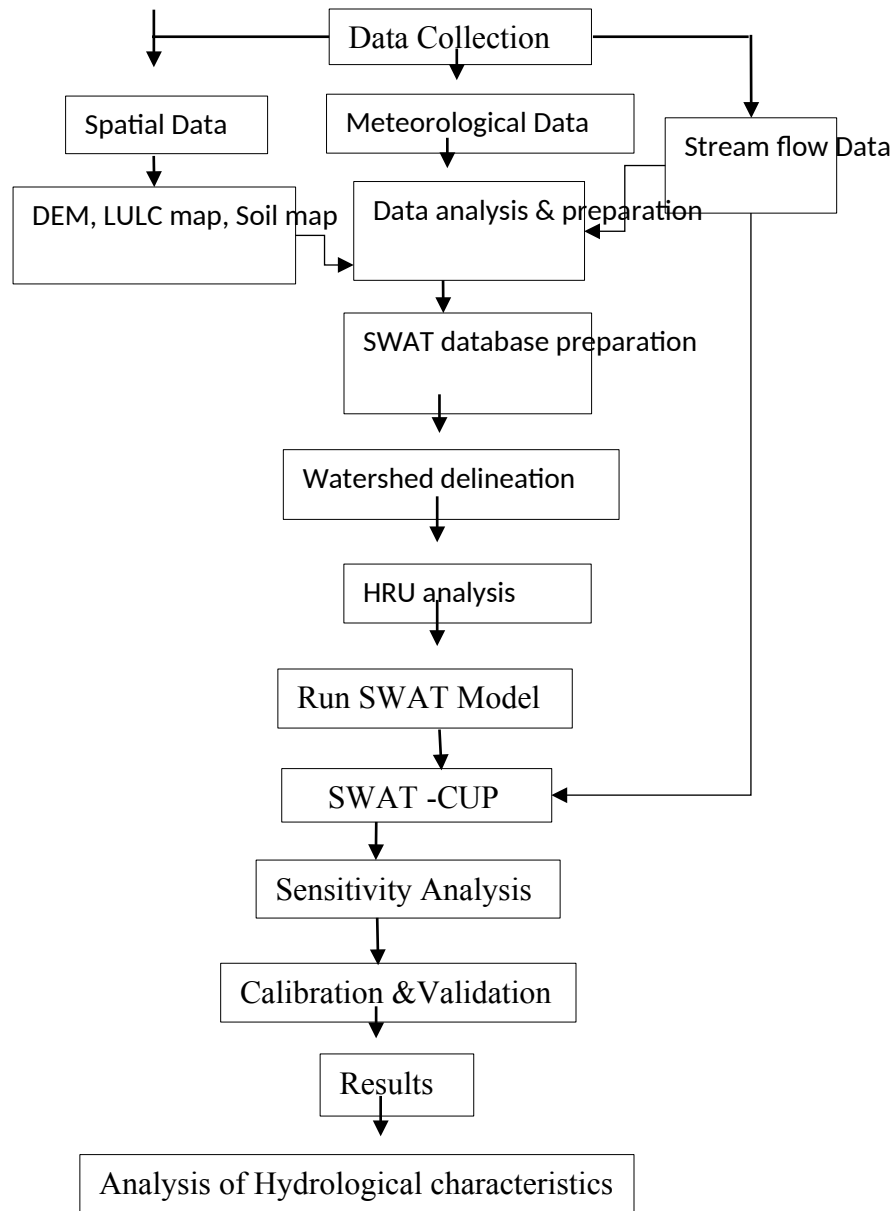 Data Collection
Spatial Data
Meteorological Data
Stream flow Data
DEM, LULC map, Soil map
Data analysis & preparation
SWAT database preparation
Watershed delineation
HRU analysis
Run SWAT Model
SWAT -CUP
Sensitivity Analysis
Calibration &Validation
Results
Analysis of Hydrological characteristics